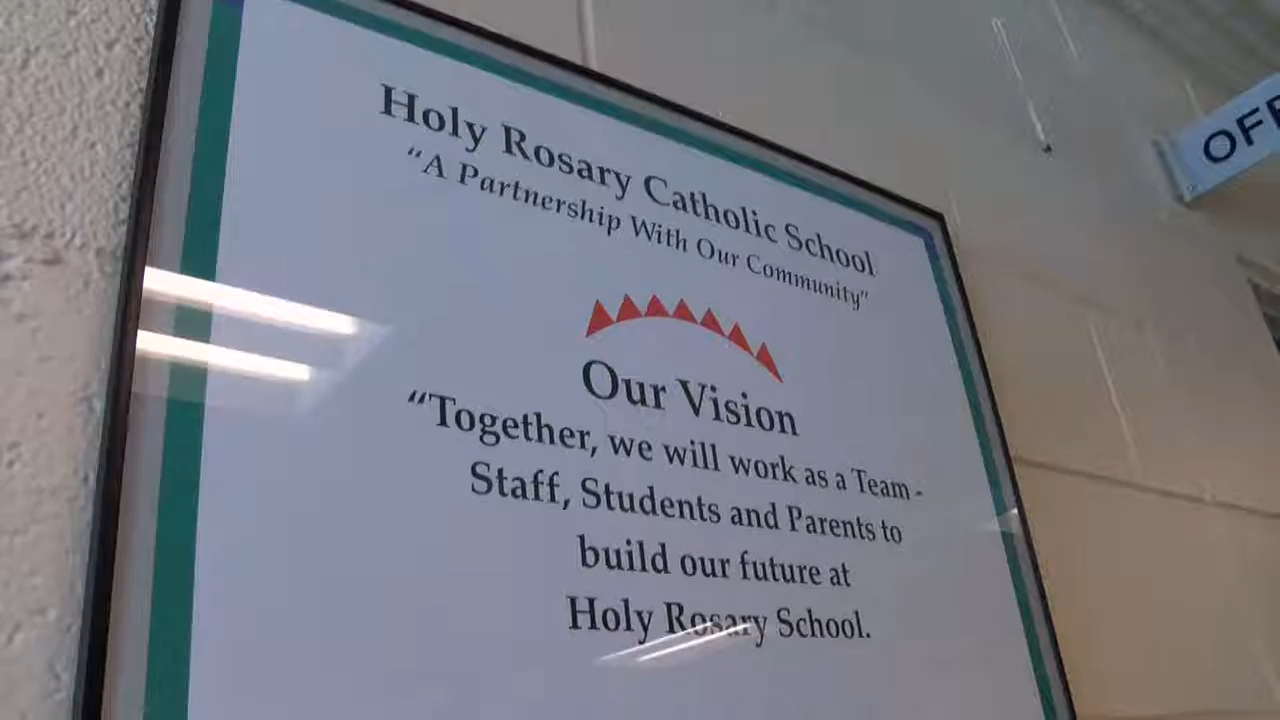 Holy Rosary Catholic School
“A Partnership With Our Community”
Our Vision
“Together, we will work as a Team -
Staff, Students and Parents to
build our future at
Holy Rosary School.